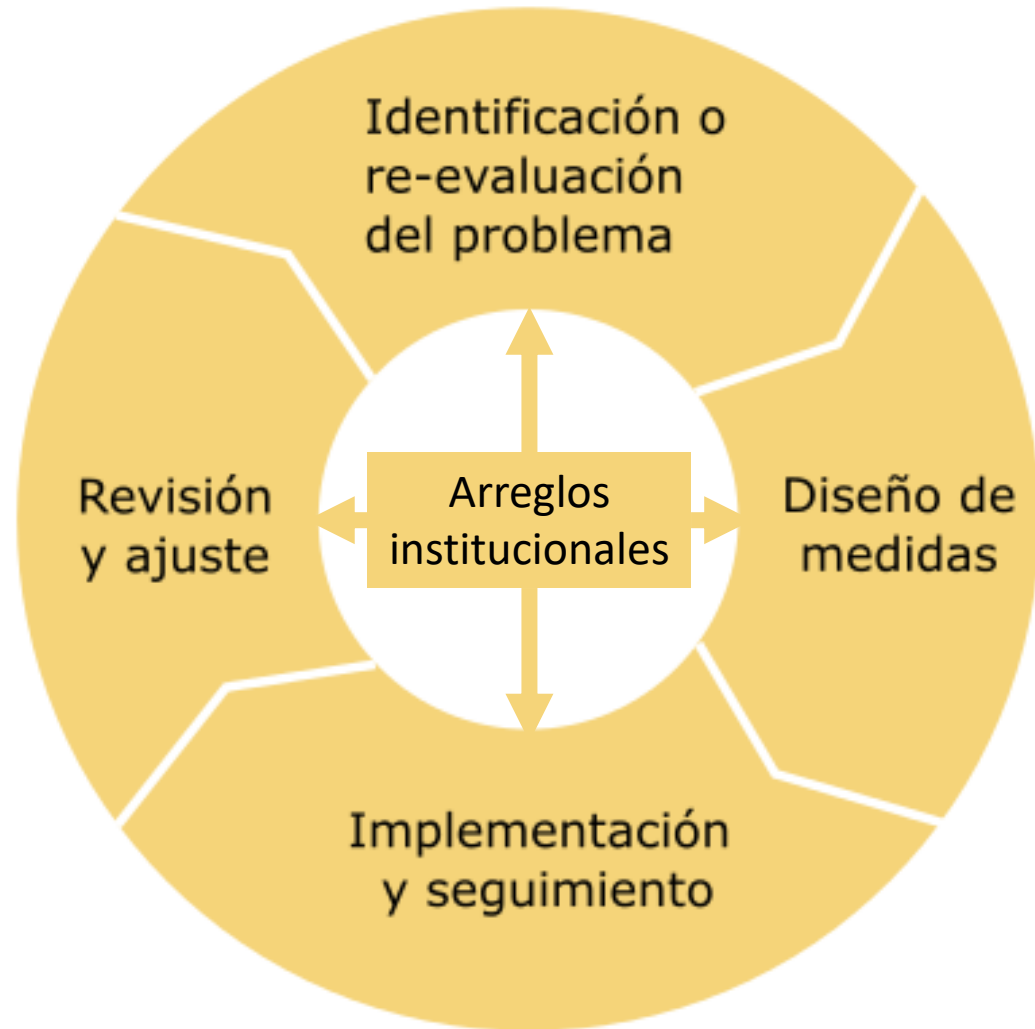 Identificación o
re-evaluación
del problema
Diseño de
medidas
Implementación
y seguimiento
Revisión
y ajuste
Arreglos
institucionales